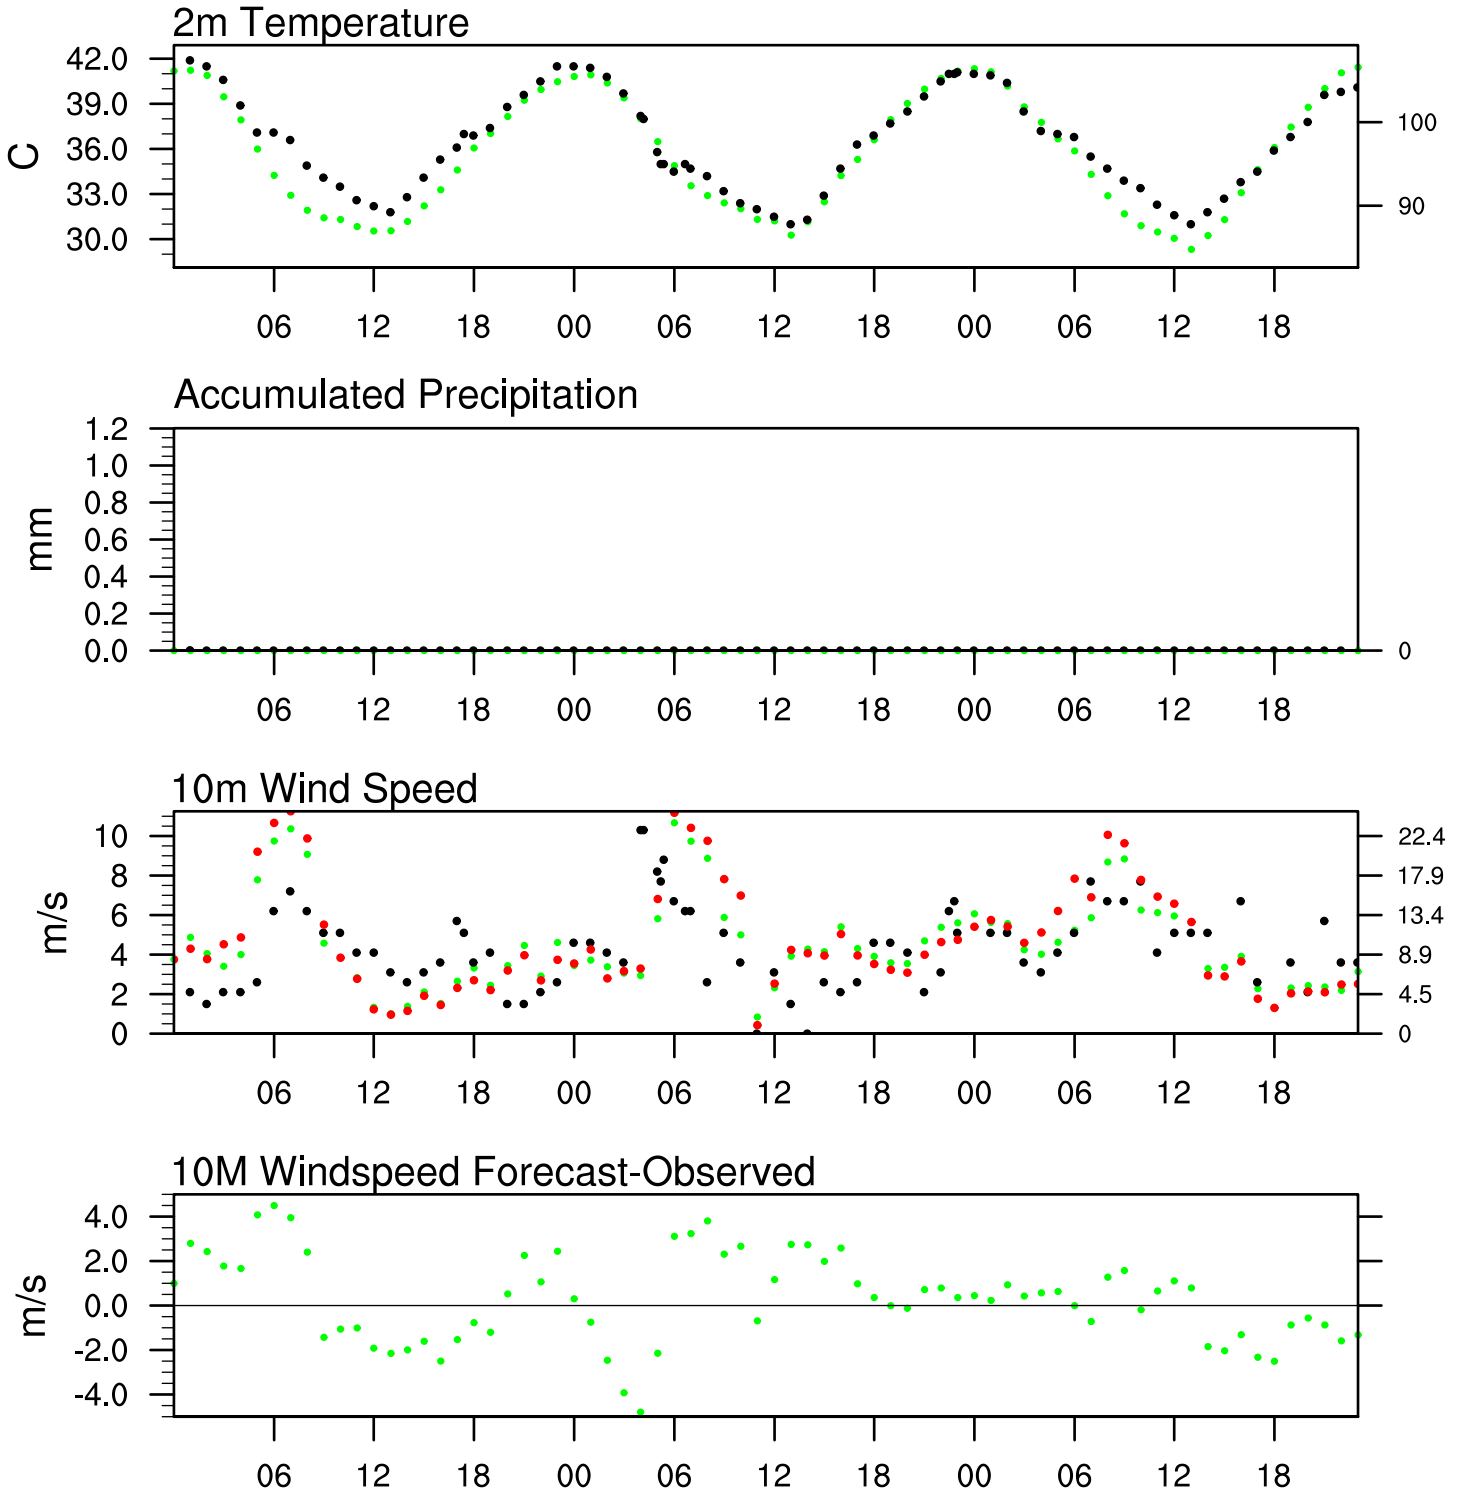 2m Temperature
42.0
39.0
36.0
33.0
30.0
C
100
90
06 12 18 00 06 12 18 00 06 12 18
Accumulated Precipitation
1.2
1.0
0.8
0.6
0.4
0.2
0.0
mm
0
06 12 18 00 06 12 18 00 06 12 18
10m Wind Speed
10
8
6
4
2
0
m/s
22.4
17.9
13.4
8.9
4.5
0
06 12 18 00 06 12 18 00 06 12 18
10M Windspeed Forecast-Observed
4.0
2.0
0.0
-2.0
-4.0
m/s
06 12 18 00 06 12 18 00 06 12 18